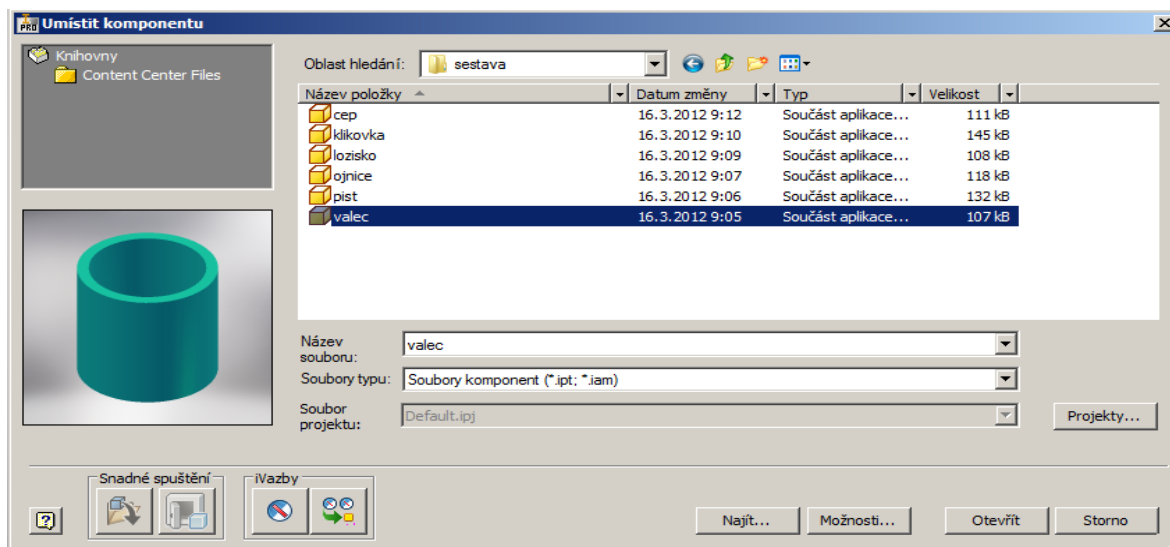 PRO Umístit komponentu
Knihovny
Content Center Files
Oblast hledání: sestava
Název položky Datum změny Typ Velikost
cep 16.3.2012 9:12 Součást aplikace... 111 kB
klikovka 16.3.2012 9:10 Součást aplikace... 145 kB
lozisko 16.3.2012 9:09 Součást aplikace... 108 kB
ojnice 16.3.2012 9:07 Součást aplikace... 118 kB
pist 16.3.2012 9:06 Součást aplikace... 132 kB
valec 16.3.2012 9:05 Součást aplikace... 107 kB
Název
souboru: valec
Soubory typu: Soubory komponent (*.ipt; *.iam)
Soubor
projektu: Default.ipj Projekty...
Snadné spuštění iVazby
Najít... Možnosti... Otevřít Storno